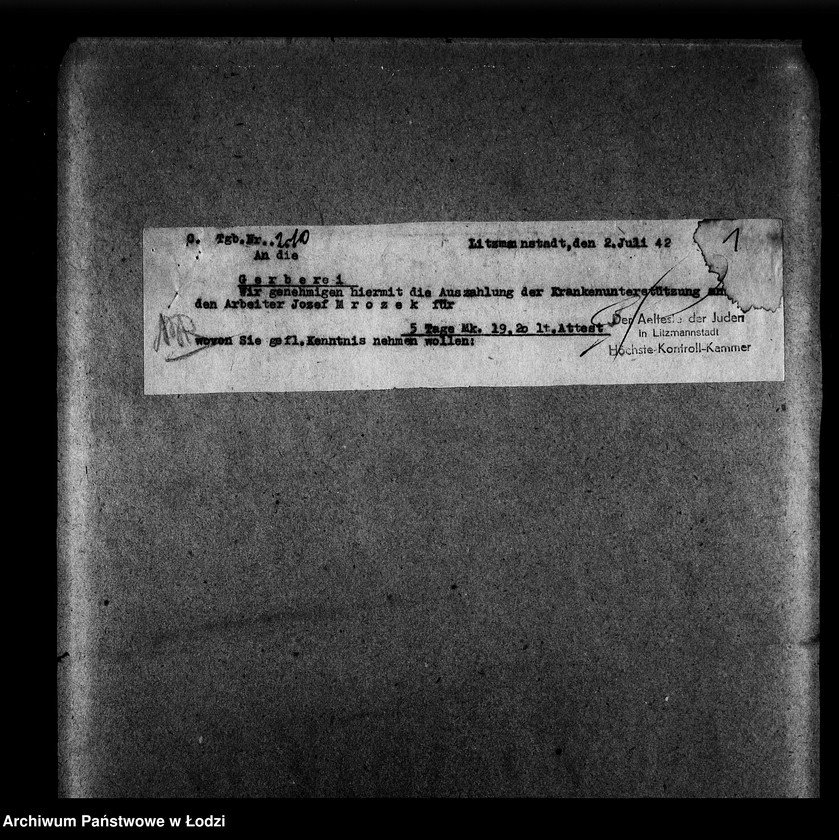 G. Tgb.Nr..
Litzmannstadt,den 2.Juli 42
1
An die
Gerberei
Wir genehmigen hiermit die Auszahlung der Krankenunterstützung an
den Arbeiter Josef Mrozek für
5 Tage Mk. 19.20 lt.Attest
wovon Sie gefl.Kenntnis nehmen wollen:
Der Aelteste der Juden
in Litzmannstadt
Höchste-Kontroll-Kammer
Archiwum Państwowe w Łodzi